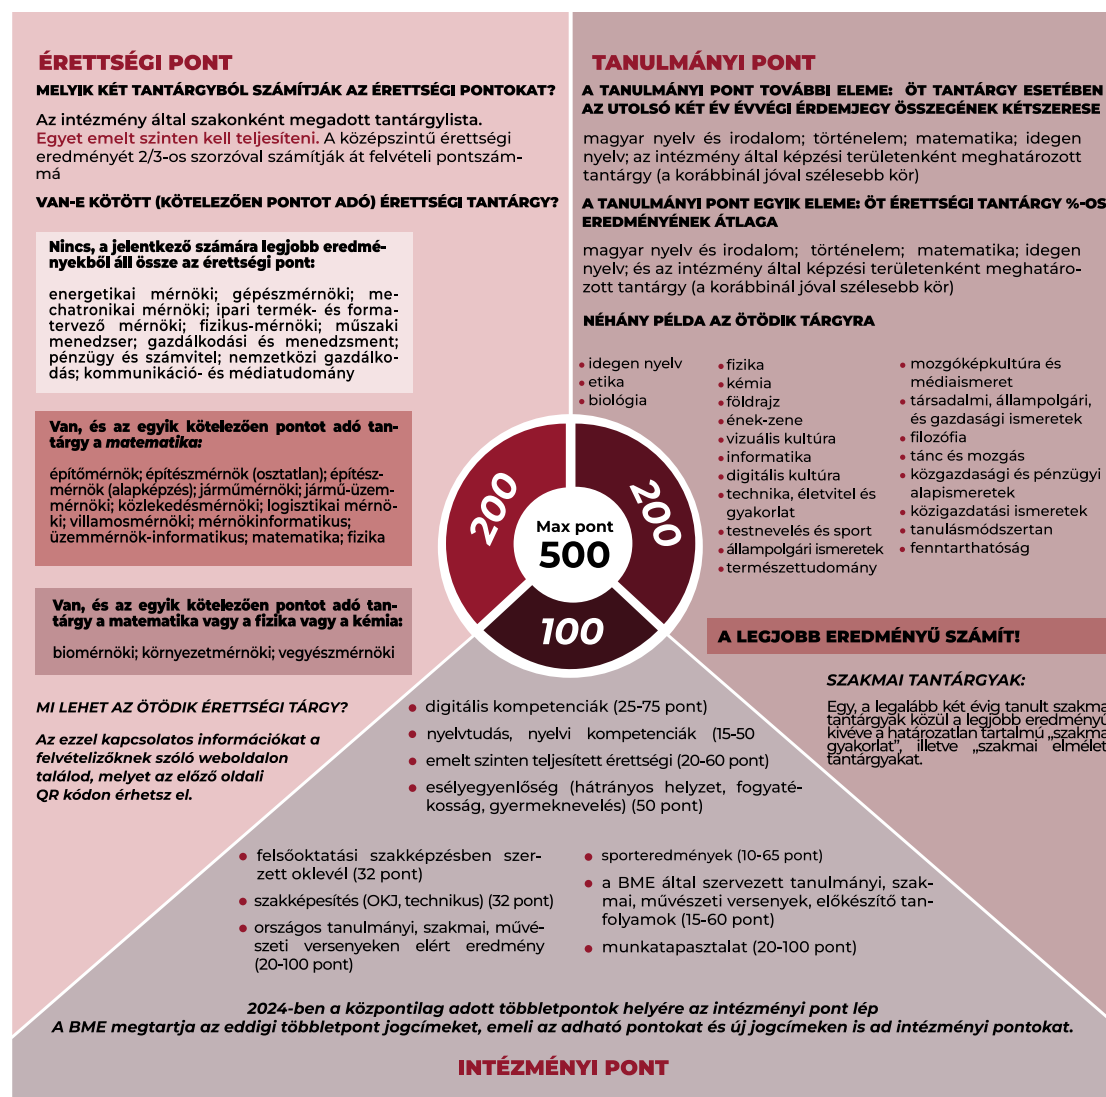 ÉRETTSÉGI PONT
MELYIK KÉT TANTÁRGYBÓL SZÁMÍTJÁK AZ ÉRETTSÉGI PONTOKAT?
Az intézmény által szakonként megadott tantárgylista.
Egyet emelt szinten kell teljesíteni. A középszintű érettségi
eredményét 2/3-os szorzóval számítják át felvételi pontszám-
má
VAN-E KÖTÖTT (KÖTELEZŐEN PONTOT ADÓ) ÉRETTSÉGI TANTÁRGY?
Nincs, a jelentkező számára legjobb eredmé-
nyekből áll össze az érettségi pont:
energetikai mérnöki; gépészmérnöki; me-
chatronikai mérnöki; ipari termék- és forma-
tervező mérnöki; fizikus-mérnöki; műszaki
menedzser; gazdálkodási és menedzsment;
pénzügy és számvitel; nemzetközi gazdálko-
dás; kommunikáció- és médiatudomány
Van, és az egyik kötelezően pontot adó tan-
tárgy a matematika:
építőmérnök; építészmérnök (osztatlan); építész-
mérnök (alapképzés); járműmérnöki; jármű-üzem-
mérnöki; közlekedésmérnöki; logisztikai mérnö-
ki; villamosmérnöki; mérnökinformatikus;
üzemmérnök-informatikus; matematika; fizika
Van, és az egyik kötelezően pontot adó tan-
tárgy a matematika vagy a fizika vagy a kémia:
biomérnöki; környezetmérnöki; vegyészmérnöki
MI LEHET AZ ÖTÖDIK ÉRETTSÉGI TÁRGY?
Az ezzel kapcsolatos információkat a
felvételizőknek szóló weboldalon
találod, melyet az előző oldali
QR kódon érhetsz el.
TANULMÁNYI PONT
A TANULMÁNYI PONT TOVÁBBI ELEME: ÖT TANTÁRGY ESETÉBEN
AZ UTOLSÓ KÉT ÉV ÉVVÉGI ÉRDEMJEGY ÖSSZEGÉNEK KÉTSZERESE
magyar nyelv és irodalom; történelem; matematika; idegen
nyelv; az intézmény által képzési területenként meghatározott
tantárgy (a korábbinál jóval szélesebb kör)
A TANULMÁNYI PONT EGYIK ELEME: ÖT ÉRETTSÉGI TANTÁRGY %-OS
EREDMÉNYÉNEK ÁTLAGA
magyar nyelv és irodalom; történelem; matematika; idegen
nyelv; és az intézmény által képzési területenként meghatáro-
zott tantárgy (a korábbinál jóval szélesebb kör)
NÉHÁNY PÉLDA AZ ÖTÖDIK TÁRGYRA
• idegen nyelv
• etika
• biológia
• fizika
• kémia
• földrajz
• ének-zene
• vizuális kultúra
• informatika
• digitális kultúra
• technika, életvitel és
gyakorlat
• testnevelés és sport
• állampolgári ismeretek
• természettudomány
• mozgóképkultúra és
médiaismeret
• társadalmi, állampolgári,
és gazdasági ismeretek
• filozófia
• tánc és mozgás
• közgazdasági és pénzügyi
alapismeretek
• közigazdatási ismeretek
• tanulásmódszertan
• fenntarthatóság
A LEGJOBB EREDMÉNYŰ SZÁMÍT!
SZAKMAI TANTÁRGYAK:
Egy, a legalább két évig tanult szakma
tantárgyak közül a legjobb eredményű
kivéve a határozatlan tartalmú „szakma
gyakorlat”, illetve „szakmai elmélet
tantárgyakat.
200
200
Max pont
500
100
• digitális kompetenciák (25-75 pont)
• nyelvtudás, nyelvi kompetenciák (15-50
• emelt szinten teljesített érettségi (20-60 pont)
• esélyegyenlőség (hátrányos helyzet, fogyaté-
kosság, gyermeknevelés) (50 pont)
• felsőoktatási szakképzésben szer-
zett oklevél (32 pont)
• szakképesítés (OKJ, technikus) (32 pont)
• országos tanulmányi, szakmai, művé-
szeti versenyeken elért eredmény
(20-100 pont)
• sporteredmények (10-65 pont)
• a BME által szervezett tanulmányi, szak-
mai, művészeti versenyek, előkészítő tan-
folyamok (15-60 pont)
• munkatapasztalat (20-100 pont)
2024-ben a központilag adott többletpontok helyére az intézményi pont lép
A BME megtartja az eddigi többletpont jogcímeket, emeli az adható pontokat és új jogcímeken is ad intézményi pontokat.
INTÉZMÉNYI PONT